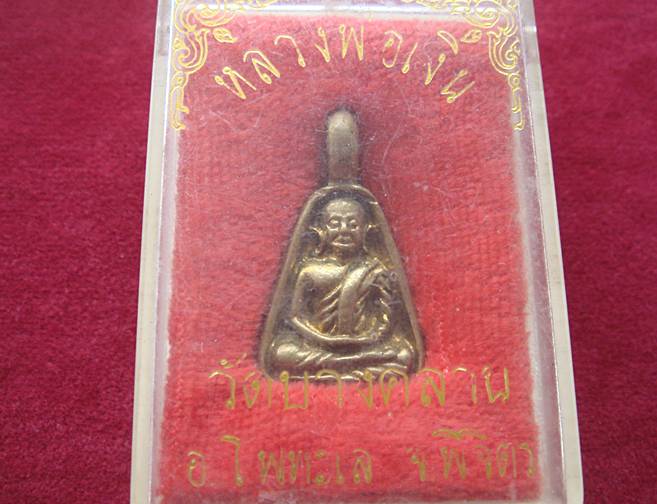 หลวงพ่อเงิน
วัดบางคลาน
อ.โพทะเล จ.พิจิตร